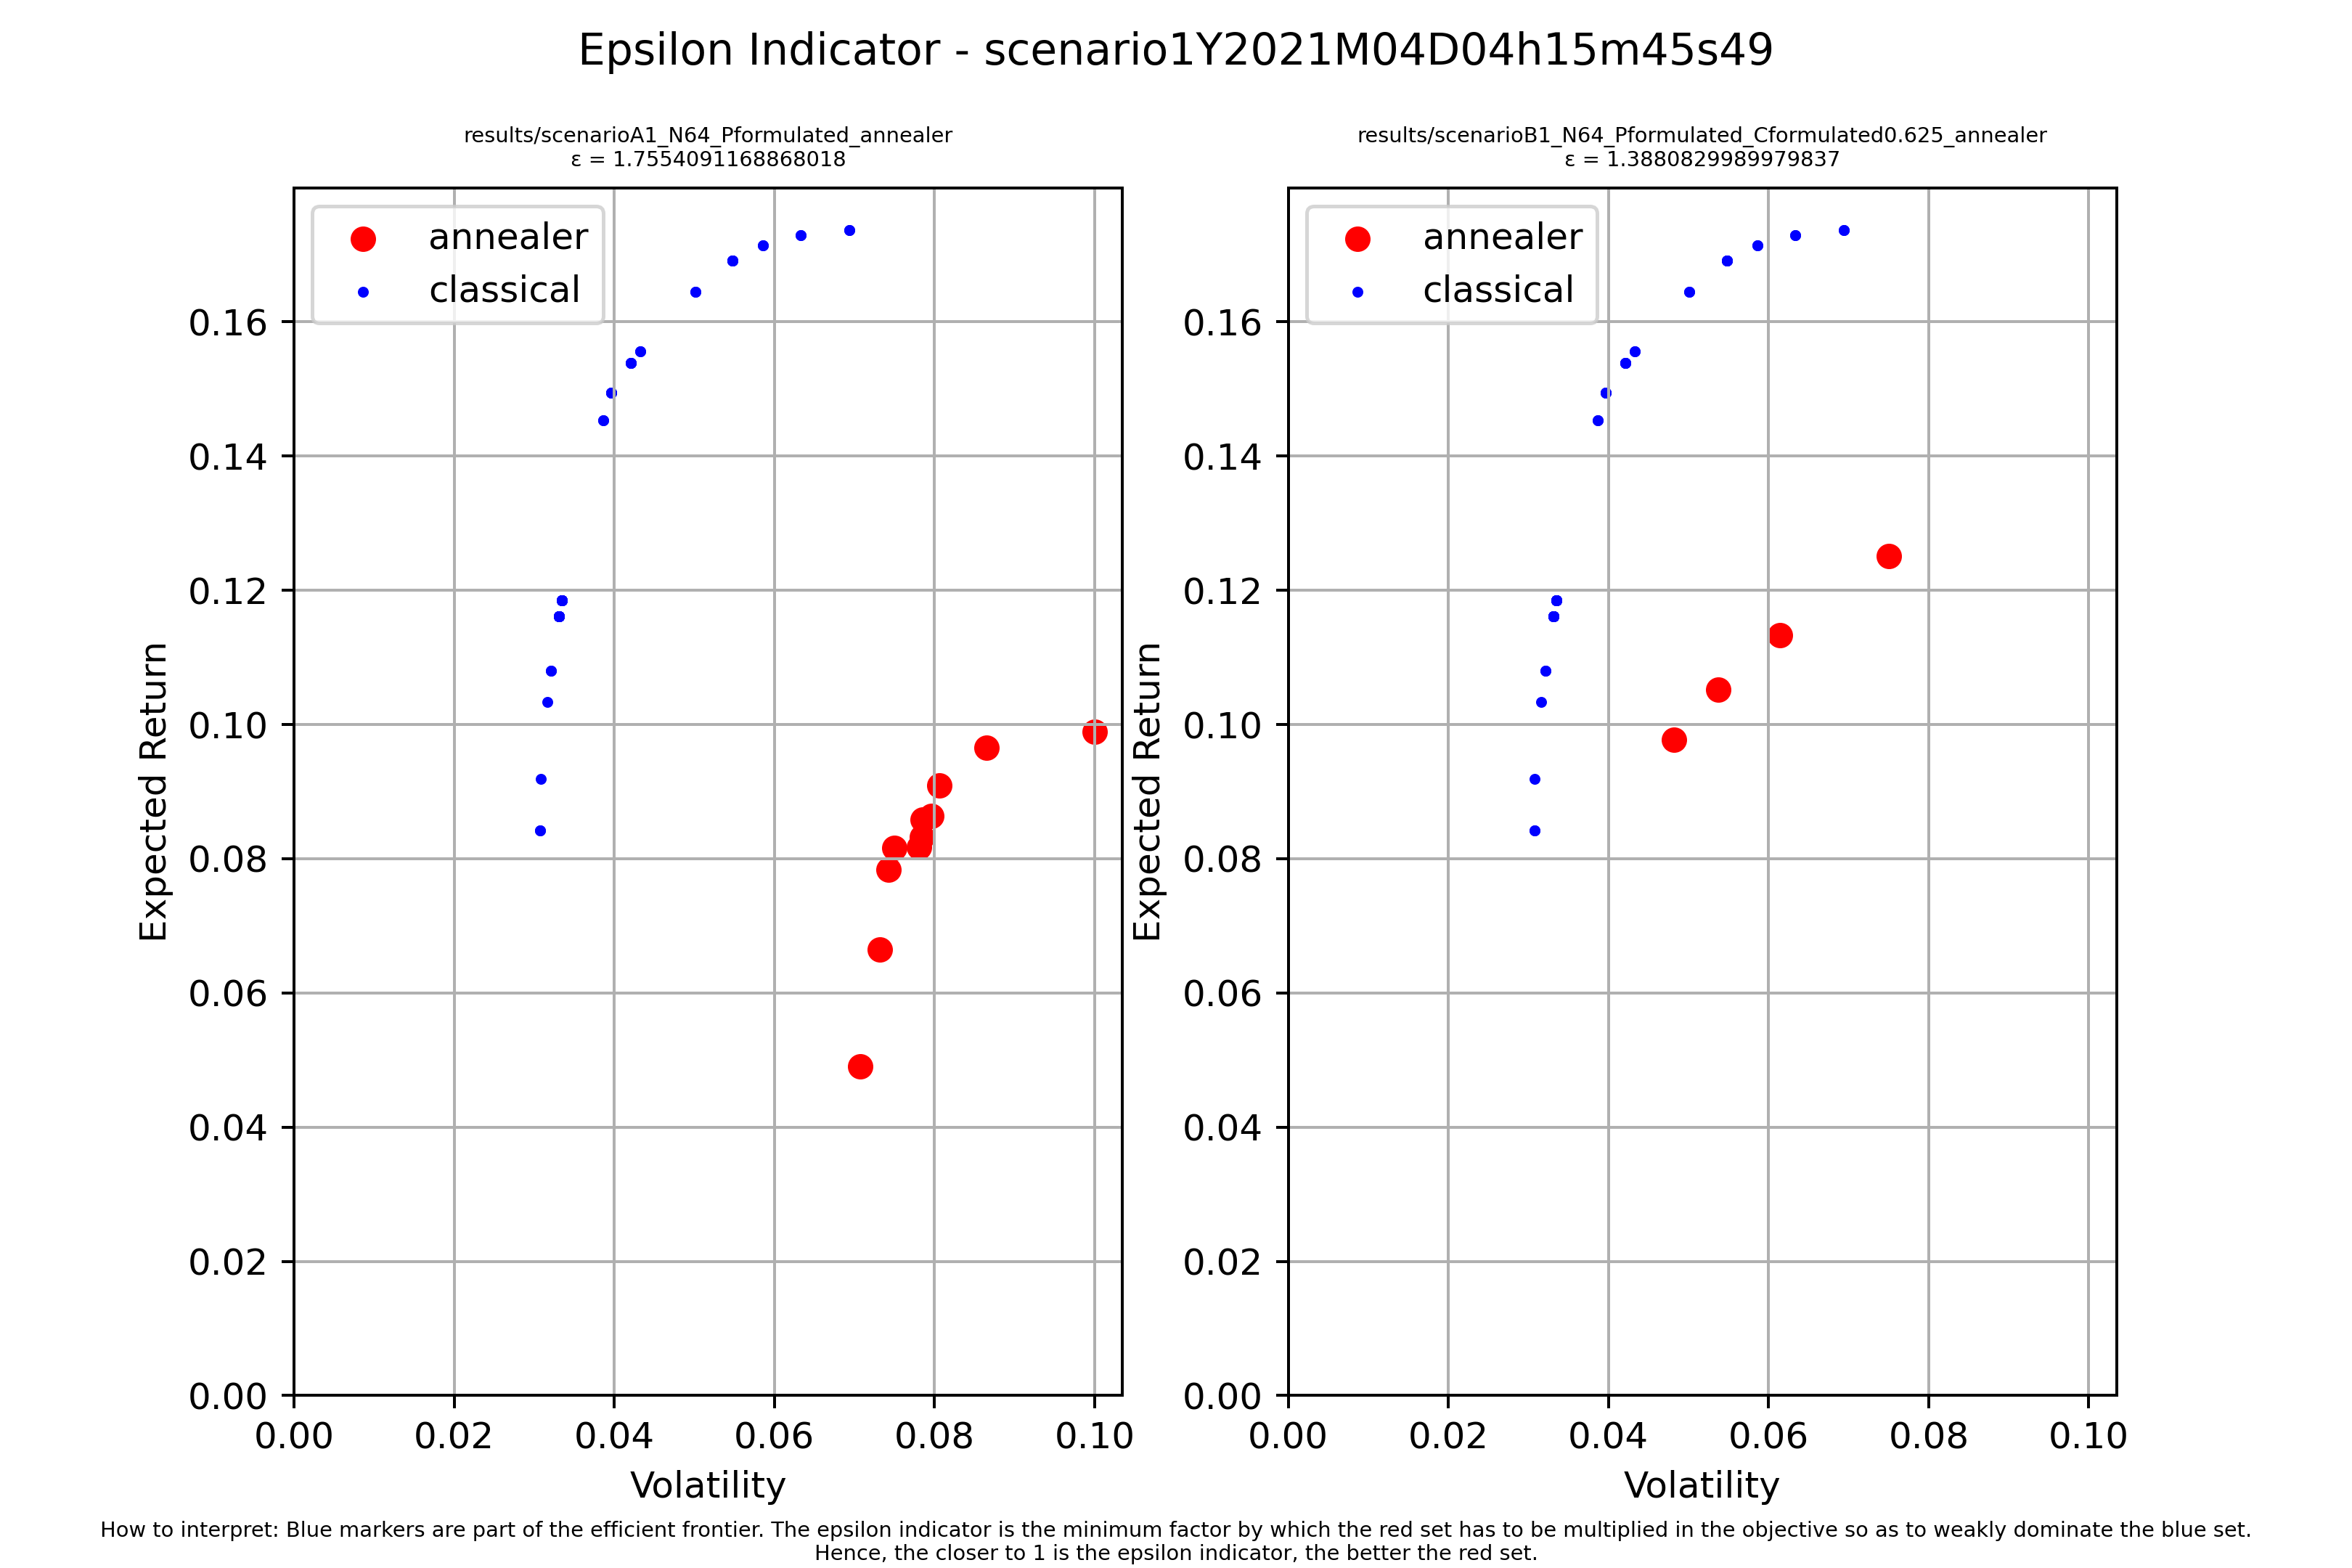 Epsilon Indicator - scenario1Y2021M04D04h15m45s49
results/scenarioA1_N64_Pformulated_annealer
ε = 1.7554091168868018
annealer
classical
0.16
0.14
0.12
0.10
0.08
0.06
0.04
0.02
0.00
Expected Return
0.00 0.02 0.04 0.06 0.08 0.10
Volatility
results/scenarioB1_N64_Pformulated_Cformulated0.625_annealer
ε = 1.3880829989979837
annealer
classical
0.16
0.14
0.12
0.10
0.08
0.06
0.04
0.02
0.00
Expected Return
0.00 0.02 0.04 0.06 0.08 0.10
Volatility
How to interpret: Blue markers are part of the efficient frontier. The epsilon indicator is the minimum factor by which the red set has to be multiplied in the objective so as to weakly dominate the blue set.
Hence, the closer to 1 is the epsilon indicator, the better the red set.